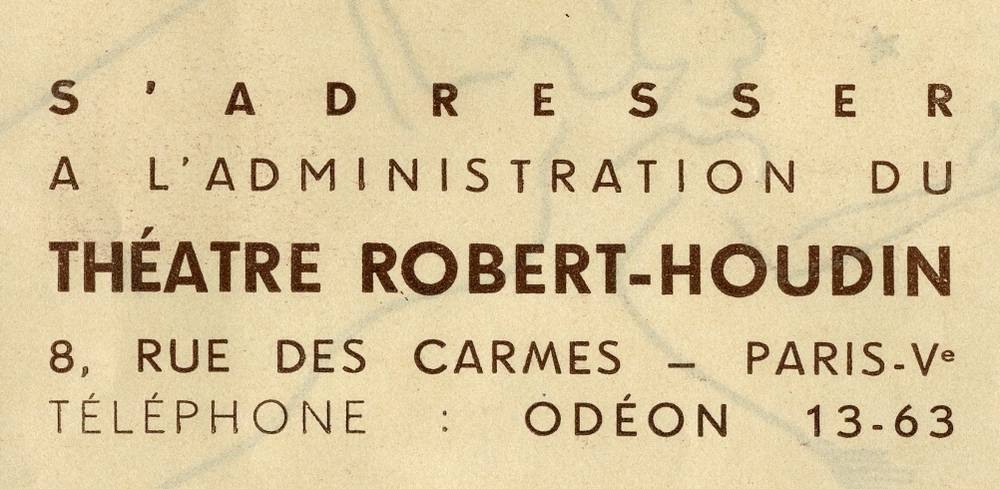 S'ADRESSER
A L'ADMINISTRATION DU
THÉATRE ROBERT-HOUDIN
8, RUE DES CARMES – PARIS-Vᵉ
TÉLÉPHONE : ODÉON 13-63